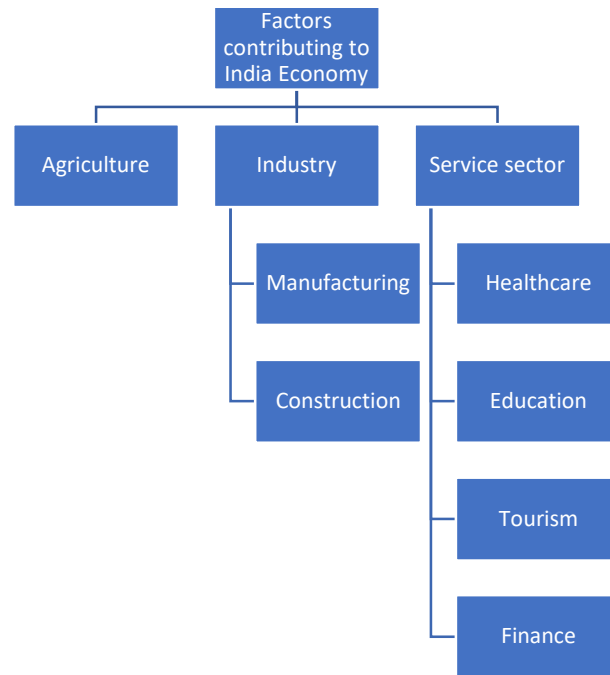 Factors
contributing to
India Economy
Agriculture
Industry
Service sector
Manufacturing
Healthcare
Construction
Education
Tourism
Finance